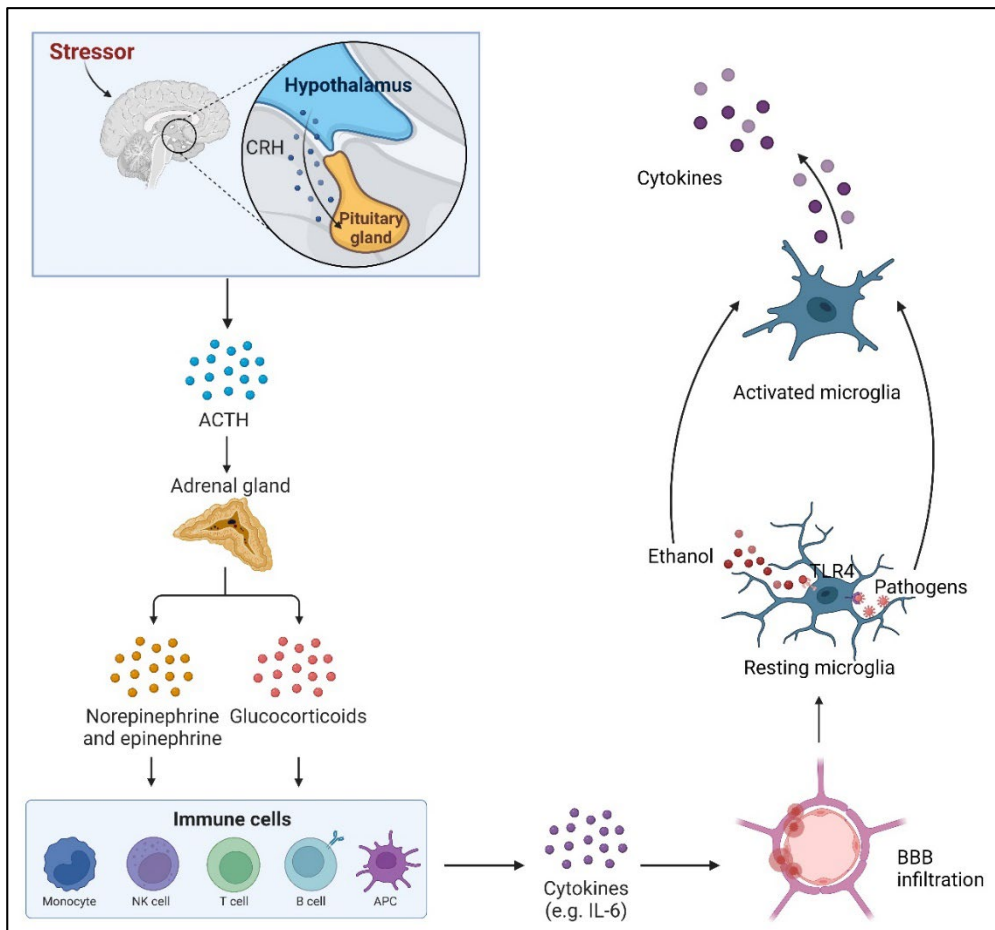 Stressor
Hypothalamus
CRH
Pituitary
gland
ACTH
Adrenal gland
Norepinephrine
and epinephrine
Glucocorticoids
Immune cells
Monocyte
NK cell
T cell
B cell
APC
Cytokines
(e.g. IL-6)
BBB
infiltration
Resting microglia
Ethanol
TLR4
Pathogens
Activated microglia
Cytokines